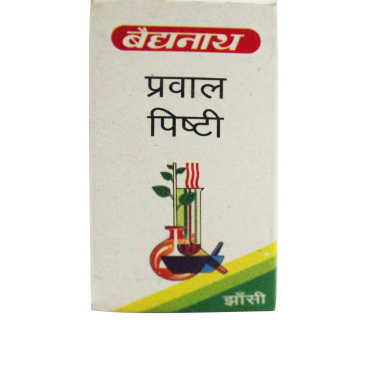 बैद्यनाथ
प्रवाल
पिष्टी
झाँसी